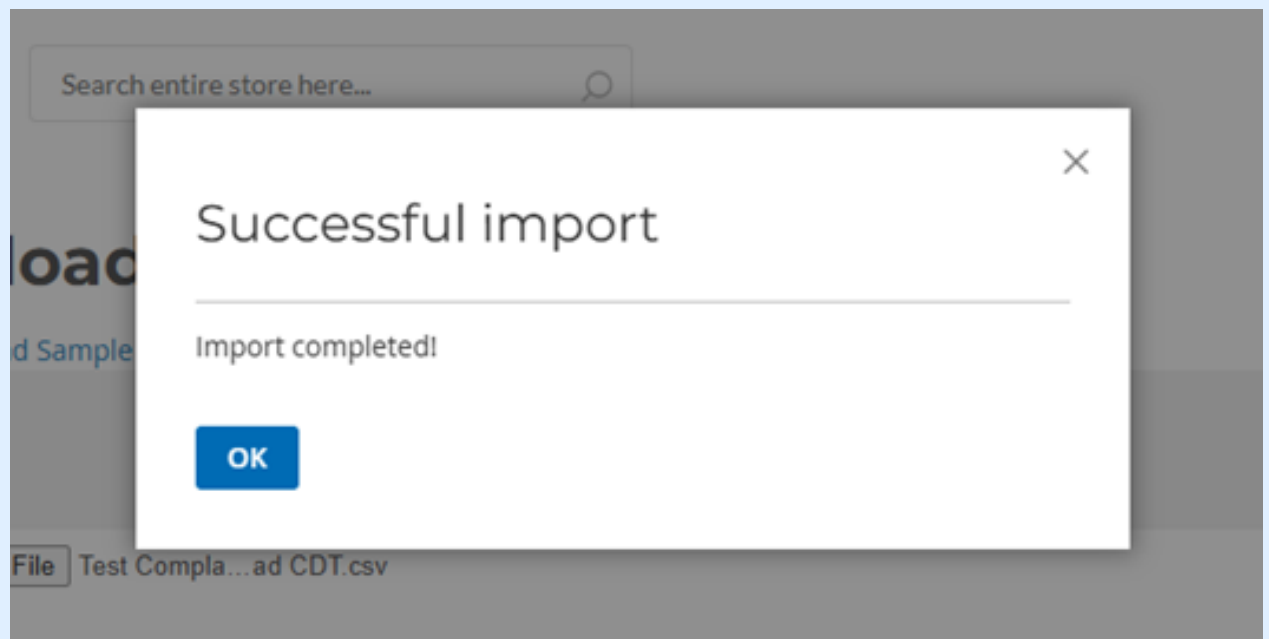 Search entire store here...
Successful import
load
d Sample
Import completed!
OK
File Test Compla...ad CDT.csv